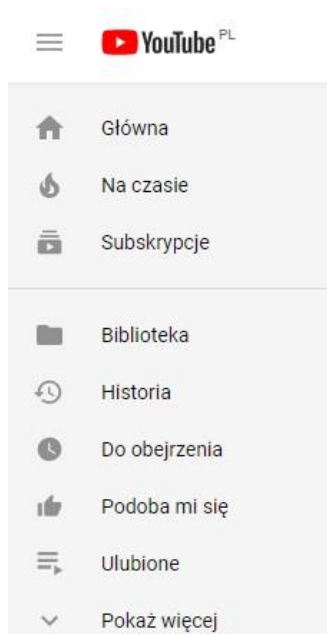 YouTube PL
Główna
Na czasie
Subskrypcje
Biblioteka
Historia
Do obejrzenia
Podoba mi się
Ulubione
Pokaż więcej